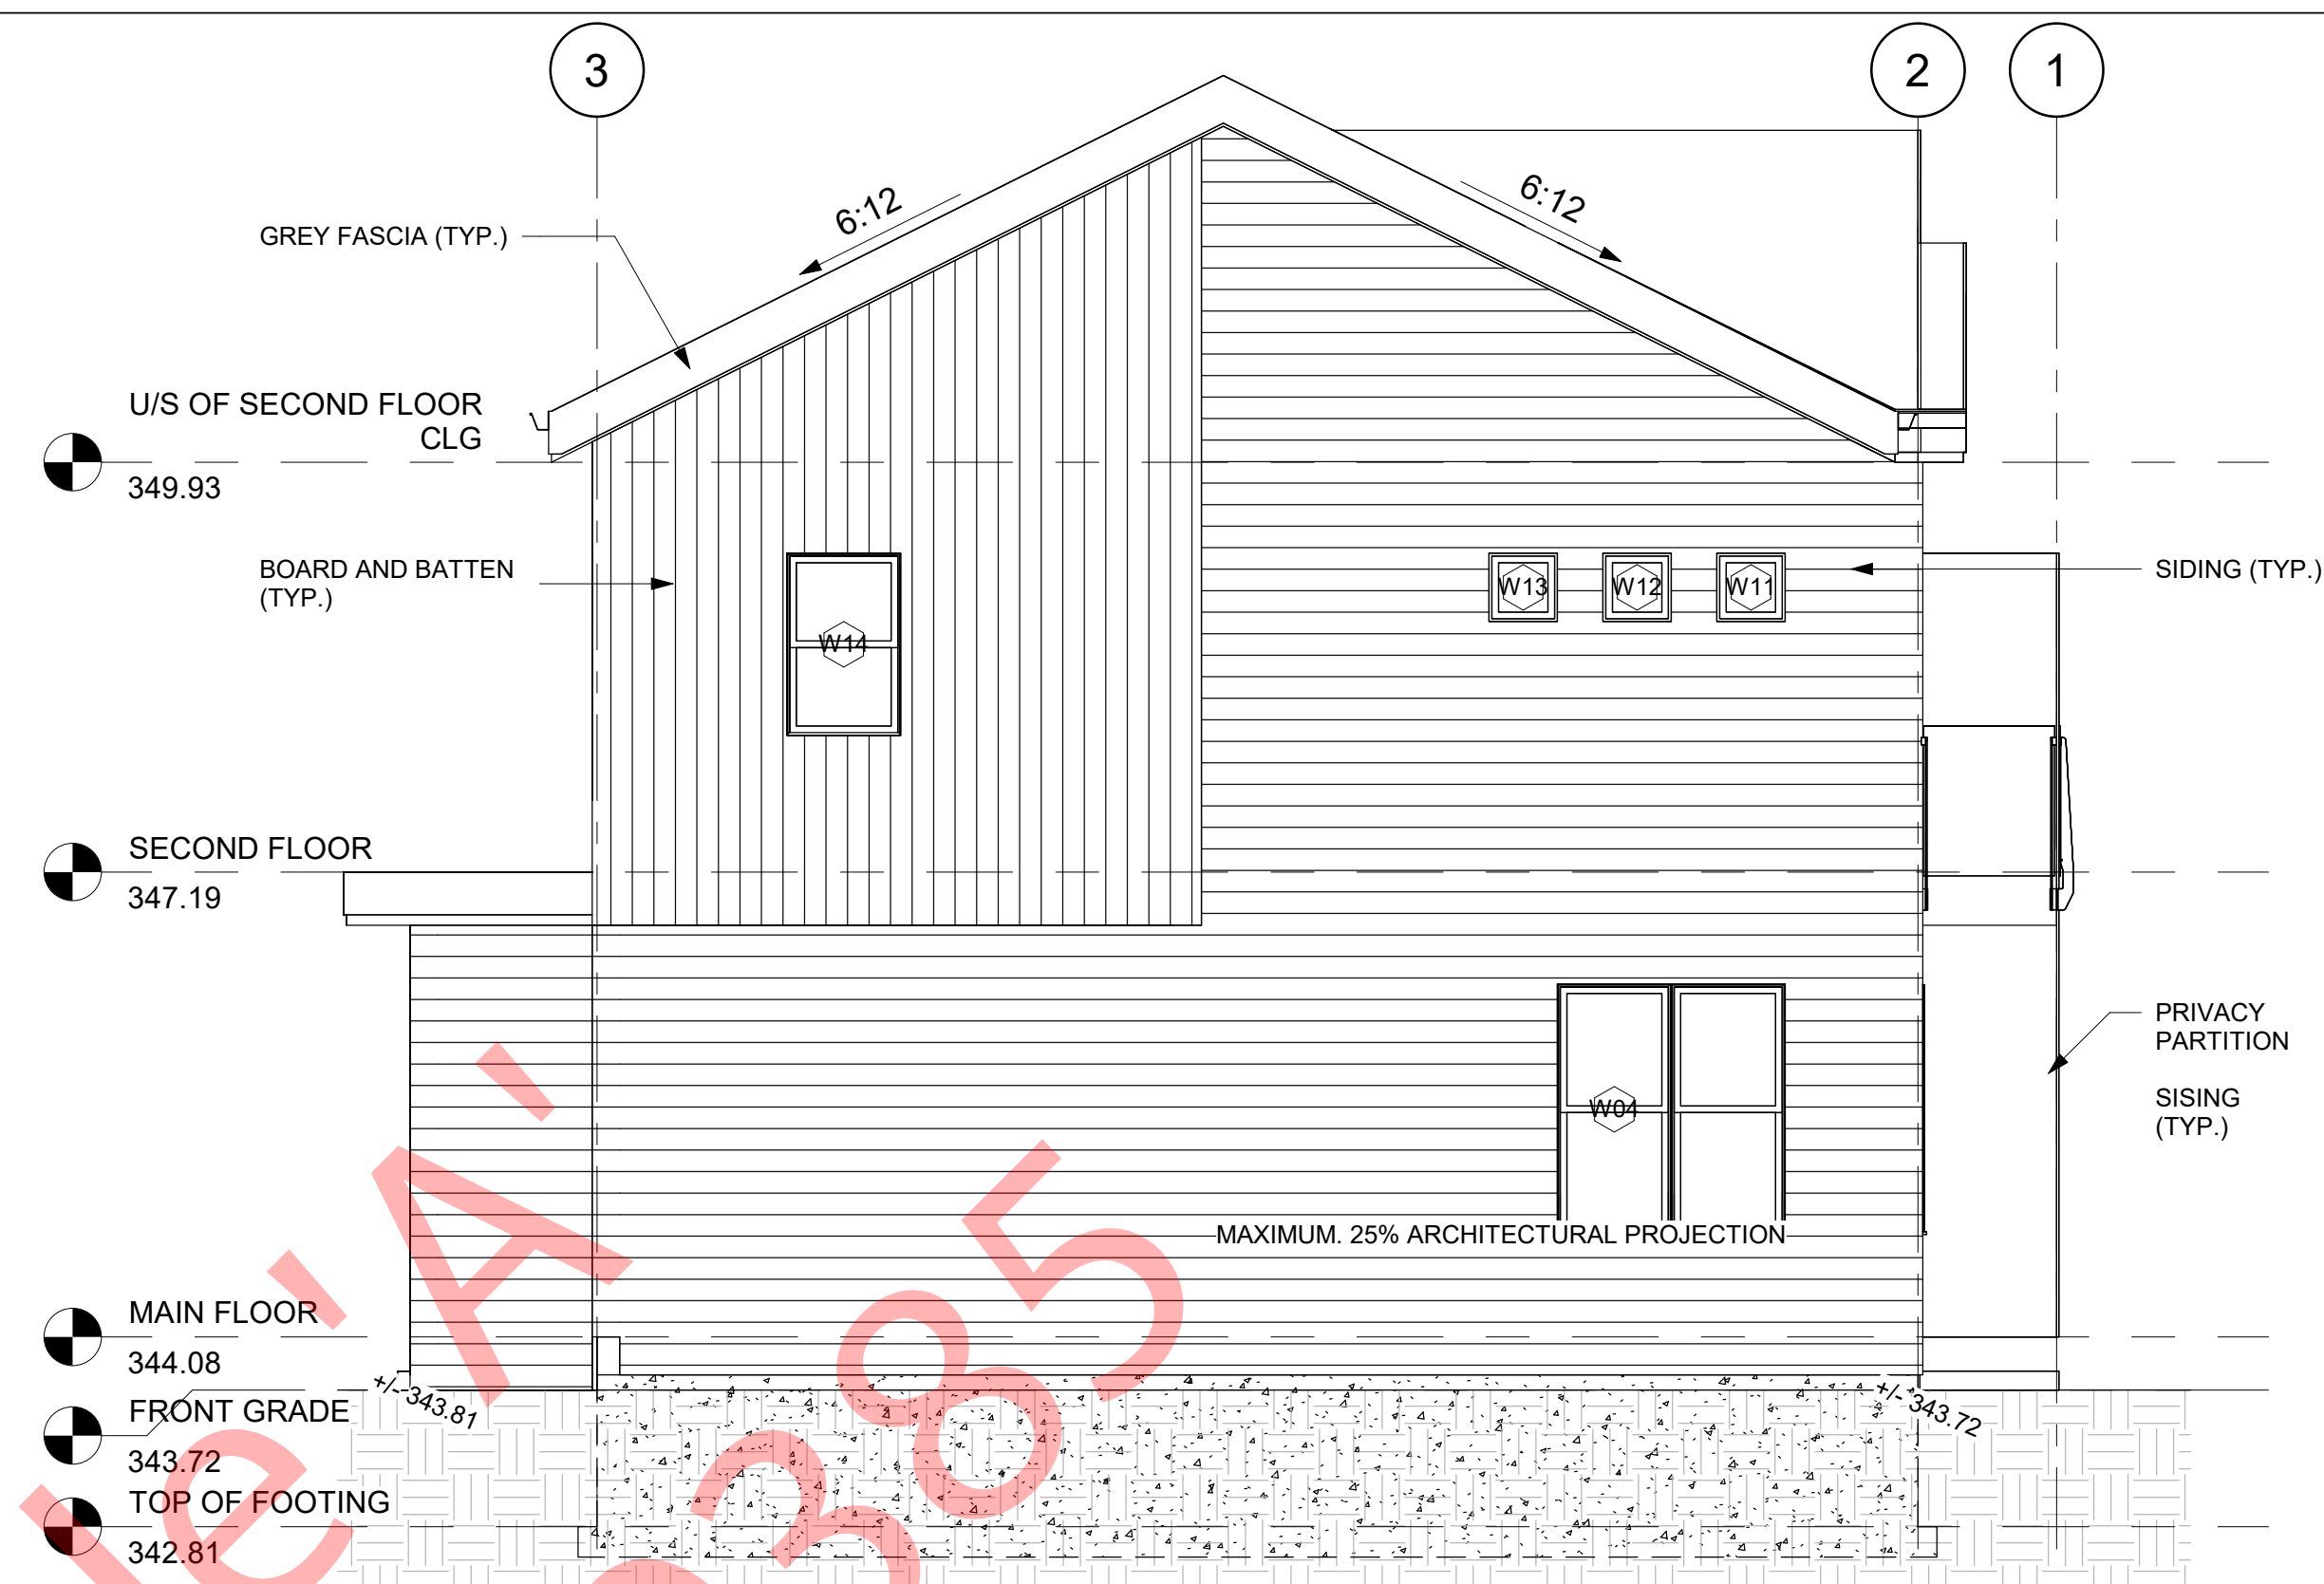 3
2
1
6:12
6:12
GREY FASCIA (TYP.)
U/S OF SECOND FLOOR
CLG
349.93
BOARD AND BATTEN
(TYP.)
W14
W13
W12
W11
SIDING (TYP.)
SECOND FLOOR
347.19
PRIVACY
PARTITION
SISING
(TYP.)
W04
MAXIMUM. 25% ARCHITECTURAL PROJECTION
MAIN FLOOR
344.08
+/- 343.81
+/- 343.72
FRONT GRADE
343.72
TOP OF FOOTING
342.81
'A'
385